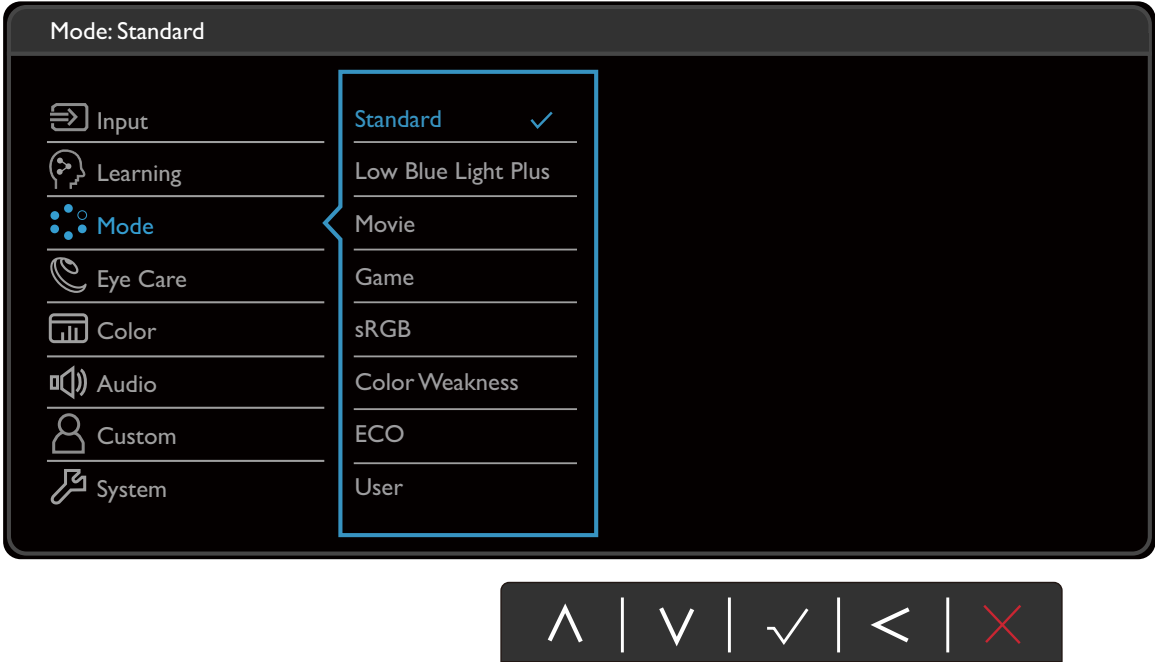 Mode: Standard
Input
Learning
Mode
Eye Care
Color
Audio
Custom
System
Standard
Low Blue Light Plus
Movie
Game
sRGB
Color Weakness
ECO
User